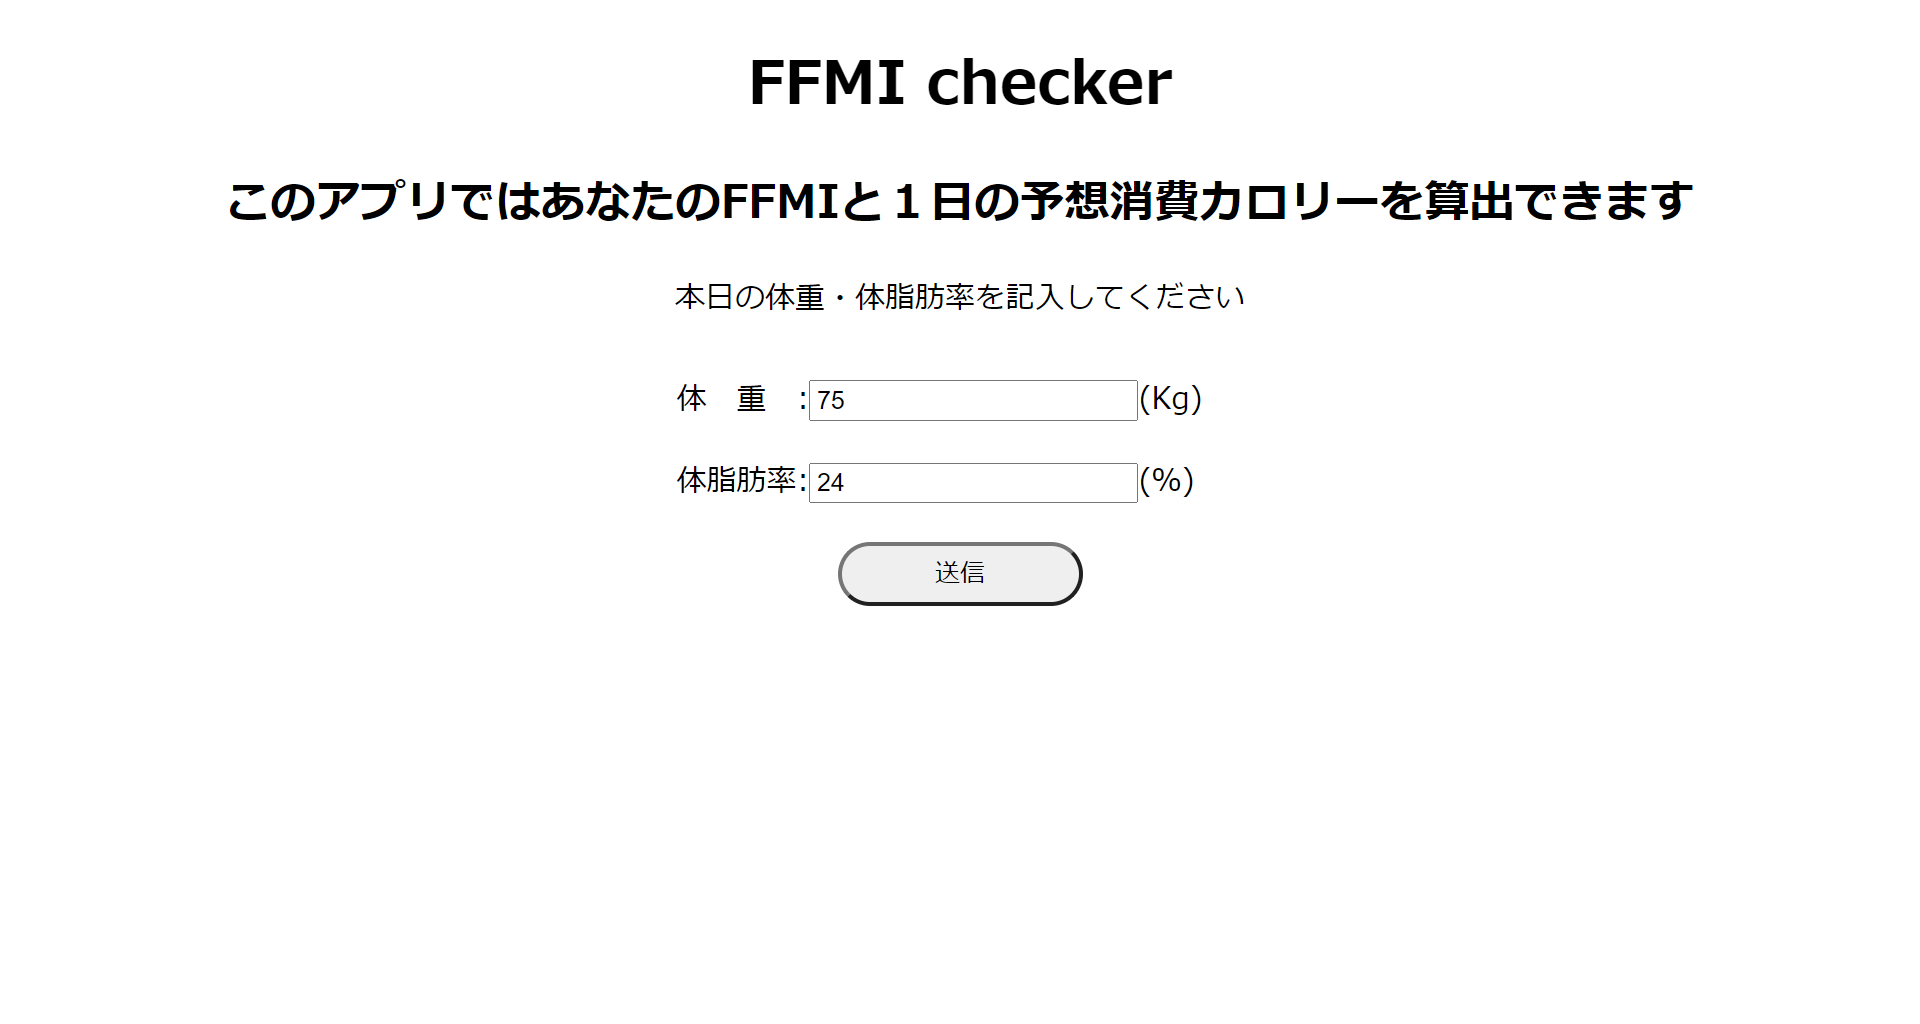 FFMI checker
このアプリではあなたのFFMIと１日の予想消費カロリーを算出できます
本日の体重・体脂肪率を記入してください
体　重　:75(Kg)
体脂肪率:24(%)
送信